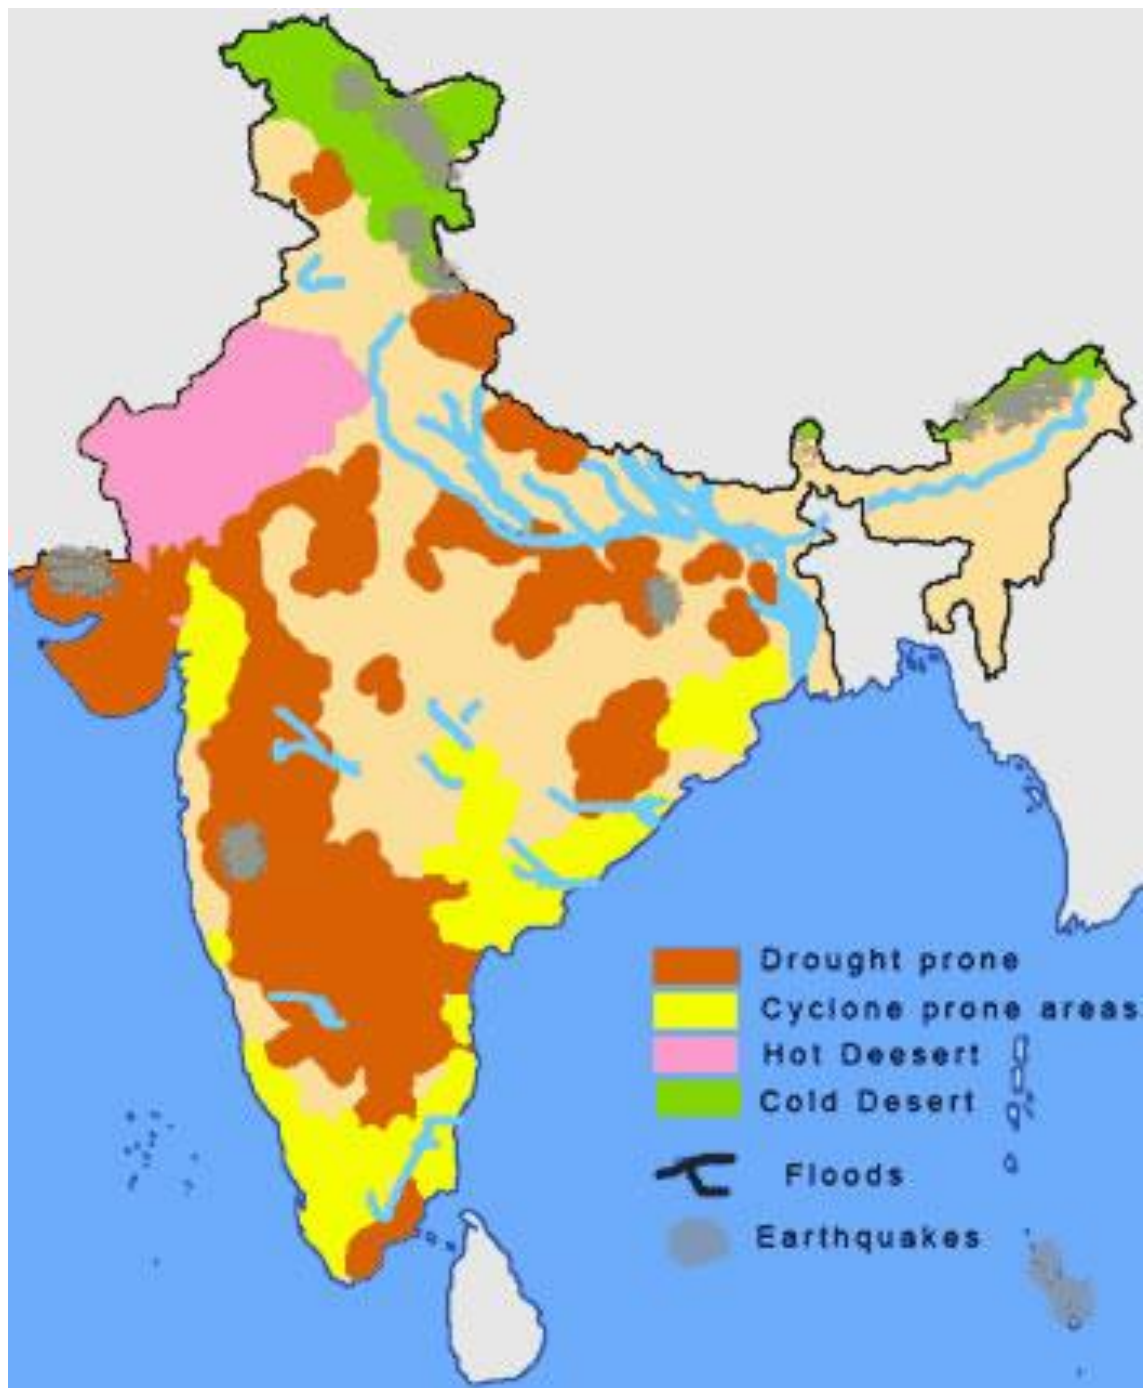 Drought prone
Cyclone prone areas
Hot Deesert
Cold Desert
Floods
Earthquakes